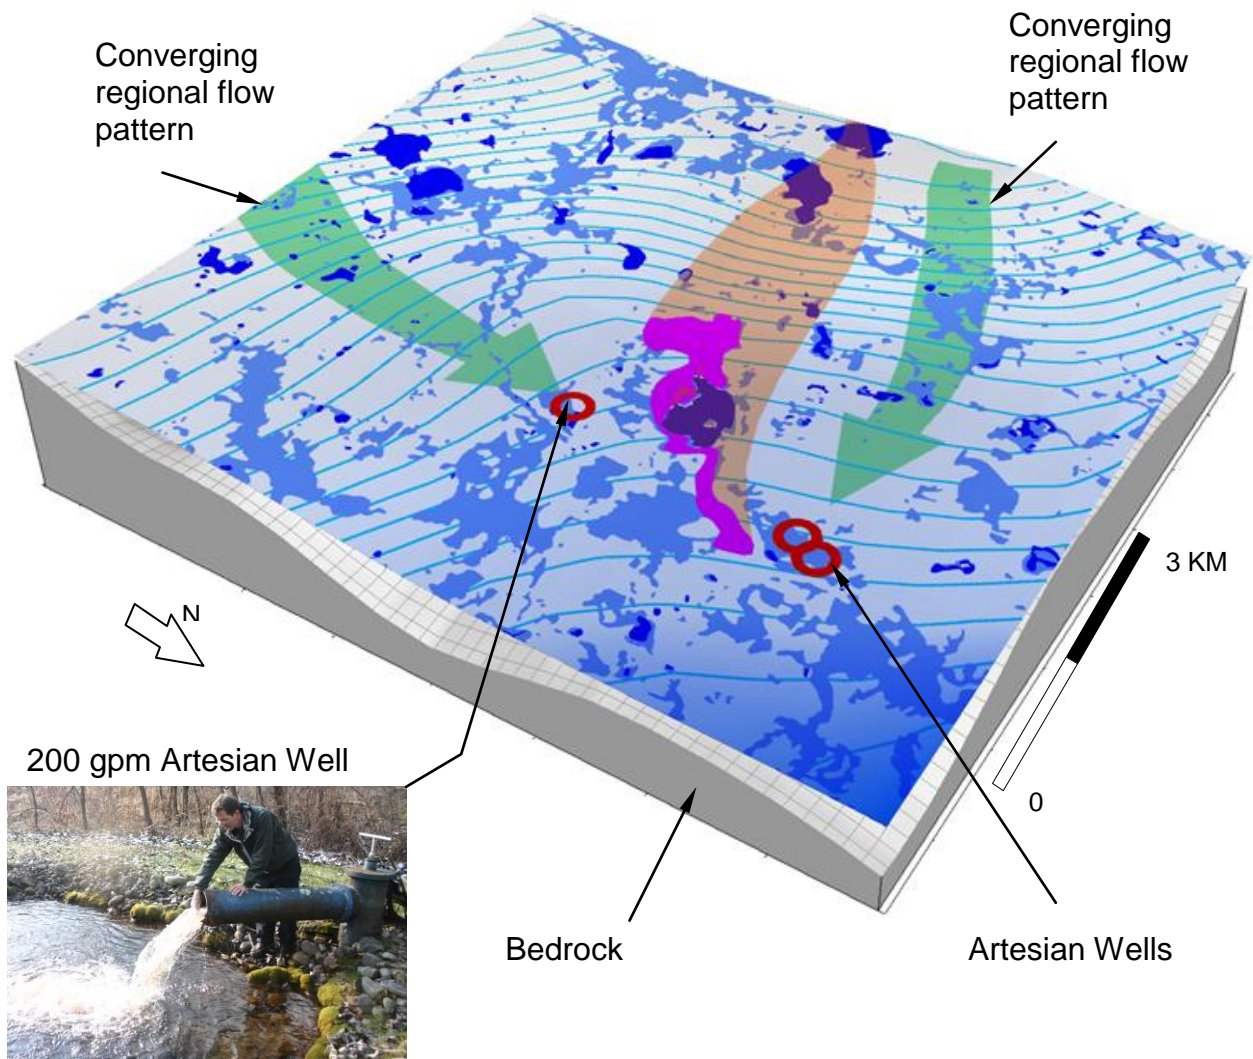 Converging
regional flow
pattern
Converging
regional flow
pattern
3 KM
N
200 gpm Artesian Well
0
Bedrock
Artesian Wells